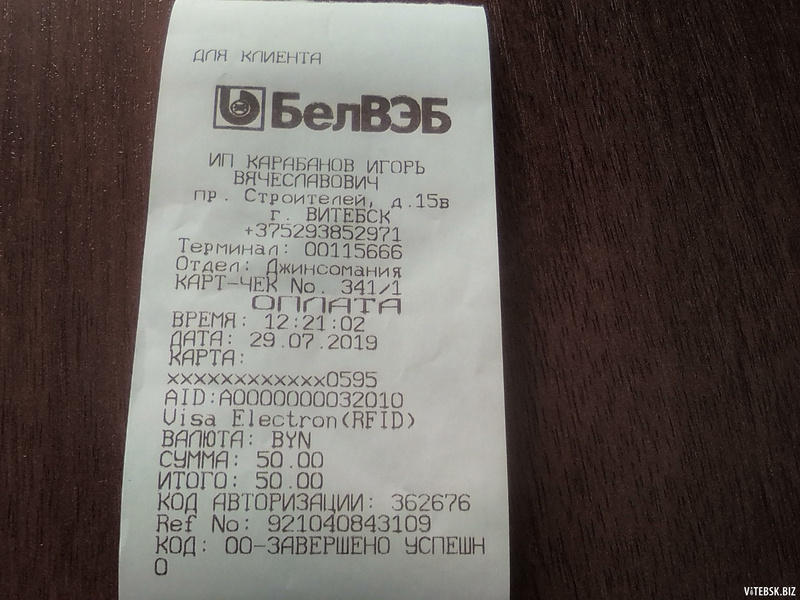 ДЛЯ КЛИЕНТА
БелВЭБ
ИП КАРАБАНОВ ИГОРЬ
ВЯЧЕСЛАВОВИЧ
пр. Строителей, д.15в
г. ВИТЕБСК
+375293852971
Терминал: 00115666
Отдел: Джинсомания
КАРТ-ЧЕК No. 341/1
ОПЛАТА
ВРЕМЯ: 12:21:02
ДАТА: 29.07.2019
КАРТА:
xxxxxxxxxxxx0595
AID:A0000000032010
Visa Electron(RFID)
ВАЛЮТА: BYN
СУММА: 50.00
ИТОГО: 50.00
КОД АВТОРИЗАЦИИ: 362676
Ref No: 921040843109
КОД: 00-ЗАВЕРШЕНО УСПЕШН
О
VITEBSK.BIZ